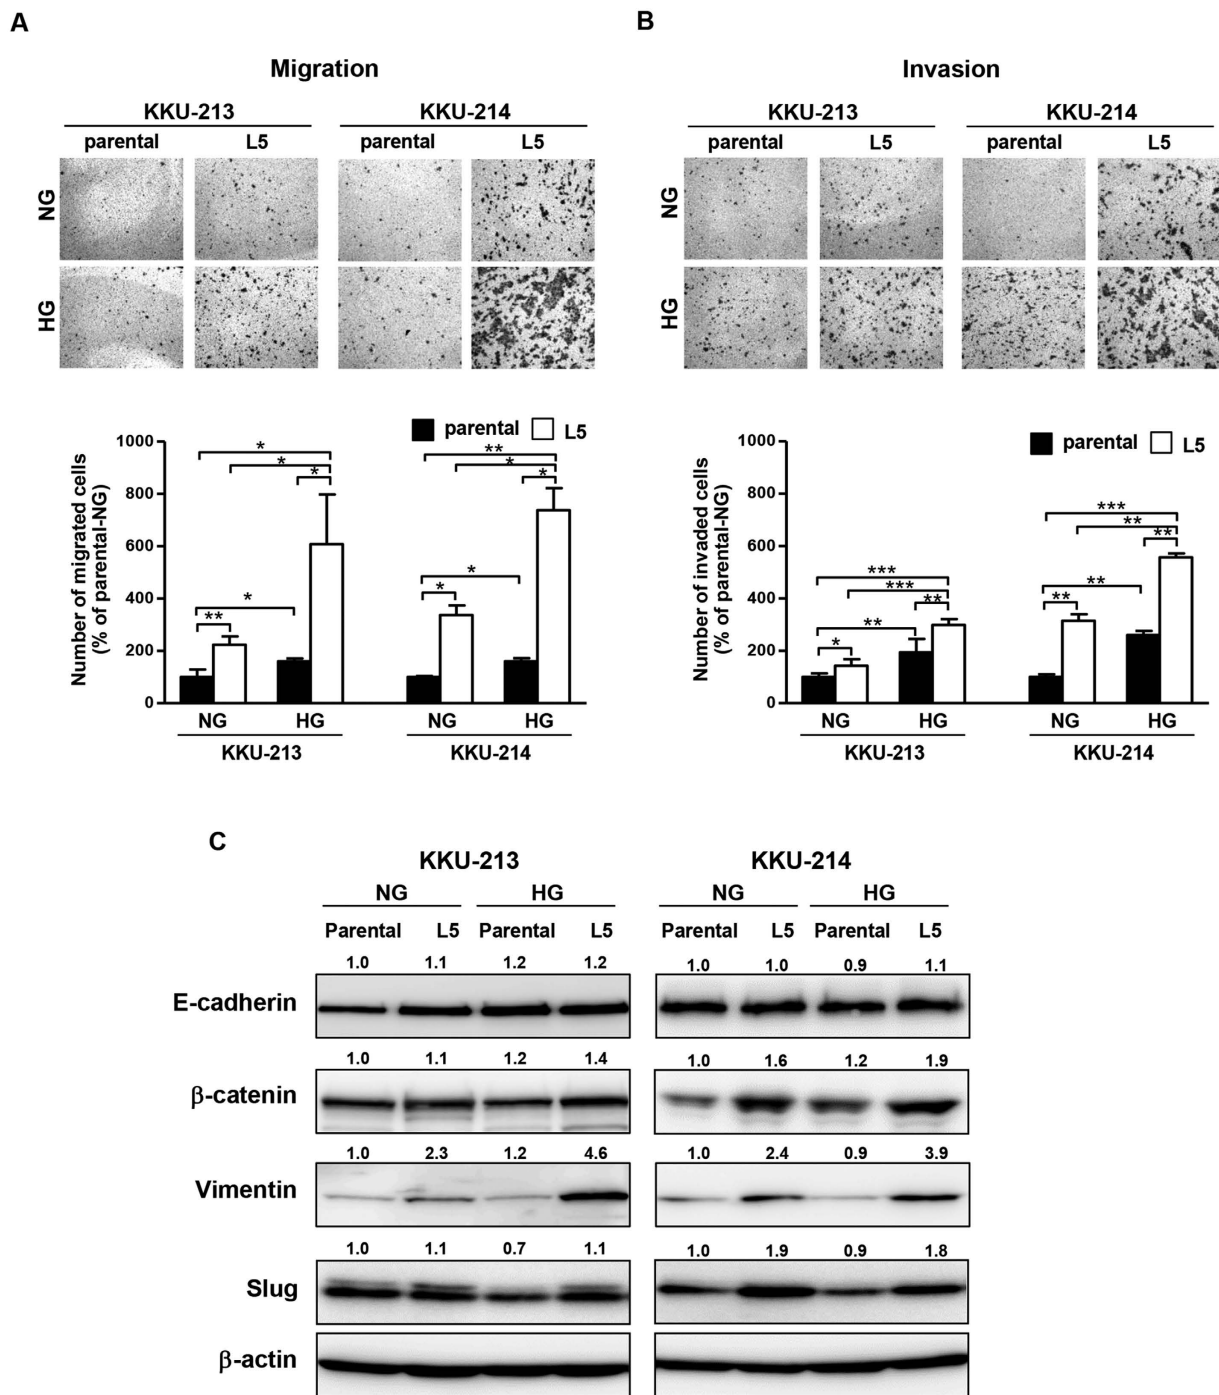 A
B
Migration
KKU-213 KKU-214
parental L5 parental L5
NG
HG
Invasion
KKU-213 KKU-214
parental L5 parental L5
NG
HG
parental L5
Number of migrated cells
(% of parental-NG)
1000
800
600
400
200
0
* * * * ** ** * * * *
NG HG NG HG
KKU-213 KKU-214
parental L5
Number of invaded cells
(% of parental-NG)
1000
800
600
400
200
0
*** *** ** ** * *** ** ** ** **
NG HG NG HG
KKU-213 KKU-214
C
KKU-213 KKU-214
NG HG NG HG
Parental L5 Parental L5 Parental L5 Parental L5
1.0 1.1 1.2 1.2 1.0 1.0 0.9 1.1
E-cadherin
1.0 1.1 1.2 1.4 1.0 1.6 1.2 1.9
β-catenin
1.0 2.3 1.2 4.6 1.0 2.4 0.9 3.9
Vimentin
1.0 1.1 0.7 1.1 1.0 1.9 0.9 1.8
Slug
β-actin